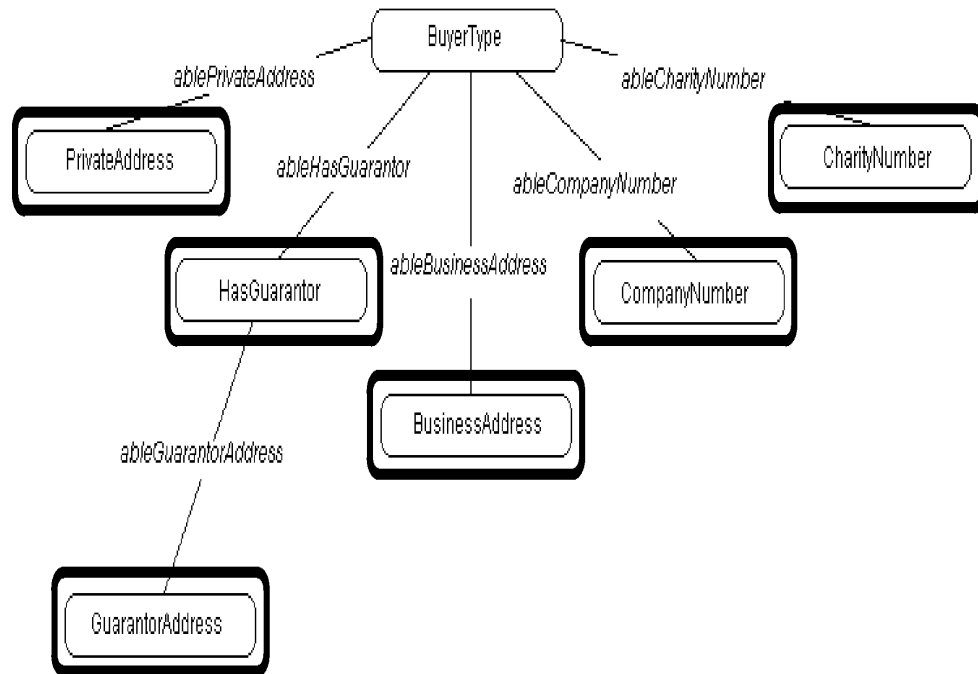 BuyerType
ablePrivateAddress
ableCharityNumber
PrivateAddress
CharityNumber
ableHasGuarantor
ableCompanyNumber
ableBusinessAddress
HasGuarantor
CompanyNumber
BusinessAddress
ableGuarantorAddress
GuarantorAddress